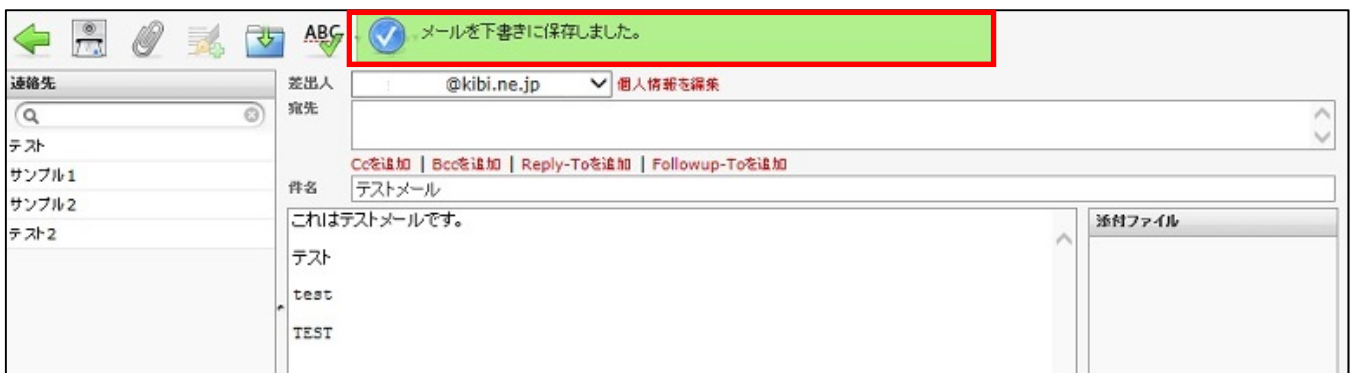 ABC
メールを下書きに保存しました。
連絡先
差出人
@kibi.ne.jp
個人情報を編集
宛先
テスト
サンプル1
サンプル2
テスト2
Ccを追加 | Bccを追加 | Reply-Toを追加 | Followup-Toを追加
件名
テストメール
これはテストメールです。
テスト
test
TEST
添付ファイル